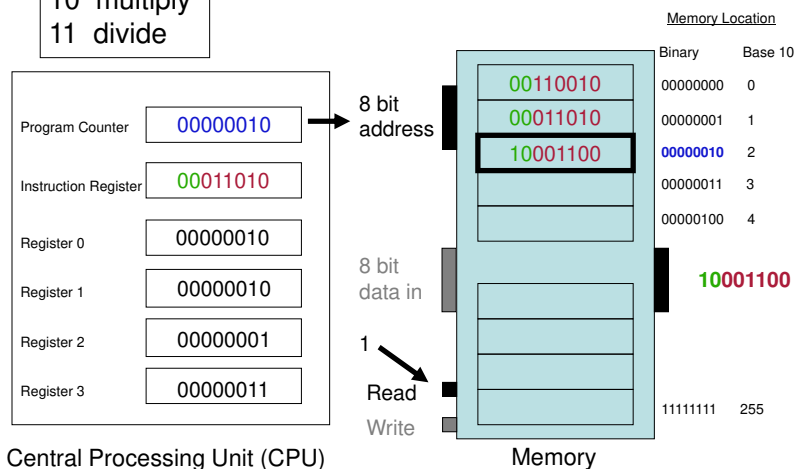 10 multiply
11 divide
Memory Location
Binary Base 10
00110010 00000000 0
00011010 00000001 1
10001100 00000010 2
00000011 3
00000100 4
11111111 255
8 bit
address
Program Counter 00000010
Instruction Register 00011010
Register 0 00000010
Register 1 00000010
Register 2 00000001
Register 3 00000011
8 bit
data in
10001100
1
Read
Write
Central Processing Unit (CPU)
Memory